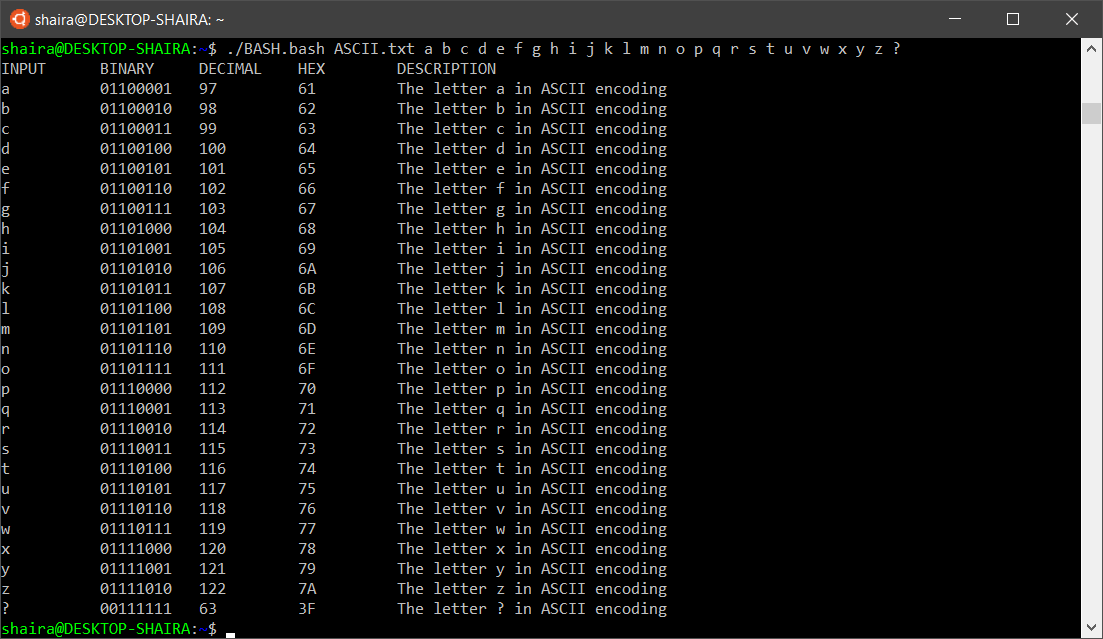 shaira@DESKTOP-SHAIRA: ~
shaira@DESKTOP-SHAIRA:~$ ./BASH.bash ASCII.txt a b c d e f g h i j k l m n o p q r s t u v w x y z ?
INPUT BINARY DECIMAL HEX DESCRIPTION
a 01100001 97 61 The letter a in ASCII encoding
b 01100010 98 62 The letter b in ASCII encoding
c 01100011 99 63 The letter c in ASCII encoding
d 01100100 100 64 The letter d in ASCII encoding
e 01100101 101 65 The letter e in ASCII encoding
f 01100110 102 66 The letter f in ASCII encoding
g 01100111 103 67 The letter g in ASCII encoding
h 01101000 104 68 The letter h in ASCII encoding
i 01101001 105 69 The letter i in ASCII encoding
j 01101010 106 6A The letter j in ASCII encoding
k 01101011 107 6B The letter k in ASCII encoding
l 01101100 108 6C The letter l in ASCII encoding
m 01101101 109 6D The letter m in ASCII encoding
n 01101110 110 6E The letter n in ASCII encoding
o 01101111 111 6F The letter o in ASCII encoding
p 01110000 112 70 The letter p in ASCII encoding
q 01110001 113 71 The letter q in ASCII encoding
r 01110010 114 72 The letter r in ASCII encoding
s 01110011 115 73 The letter s in ASCII encoding
t 01110100 116 74 The letter t in ASCII encoding
u 01110101 117 75 The letter u in ASCII encoding
v 01110110 118 76 The letter v in ASCII encoding
w 01110111 119 77 The letter w in ASCII encoding
x 01111000 120 78 The letter x in ASCII encoding
y 01111001 121 79 The letter y in ASCII encoding
z 01111010 122 7A The letter z in ASCII encoding
? 00111111 63 3F The letter ? in ASCII encoding
shaira@DESKTOP-SHAIRA:~$